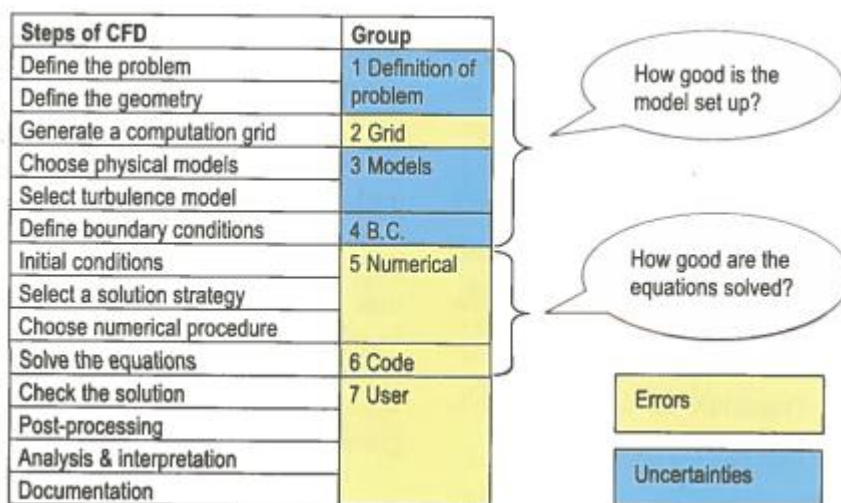 Steps of CFD Group
Define the problem 1 Definition of
Define the geometry problem
Generate a computation grid 2 Grid
Choose physical models 3 Models
Select turbulence model
Define boundary conditions 4 B.C.
Initial conditions 5 Numerical
Select a solution strategy
Choose numerical procedure
Solve the equations 6 Code
Check the solution 7 User
Post-processing
Analysis & interpretation
Documentation
How good is the
model set up?
How good are the
equations solved?
Errors
Uncertainties